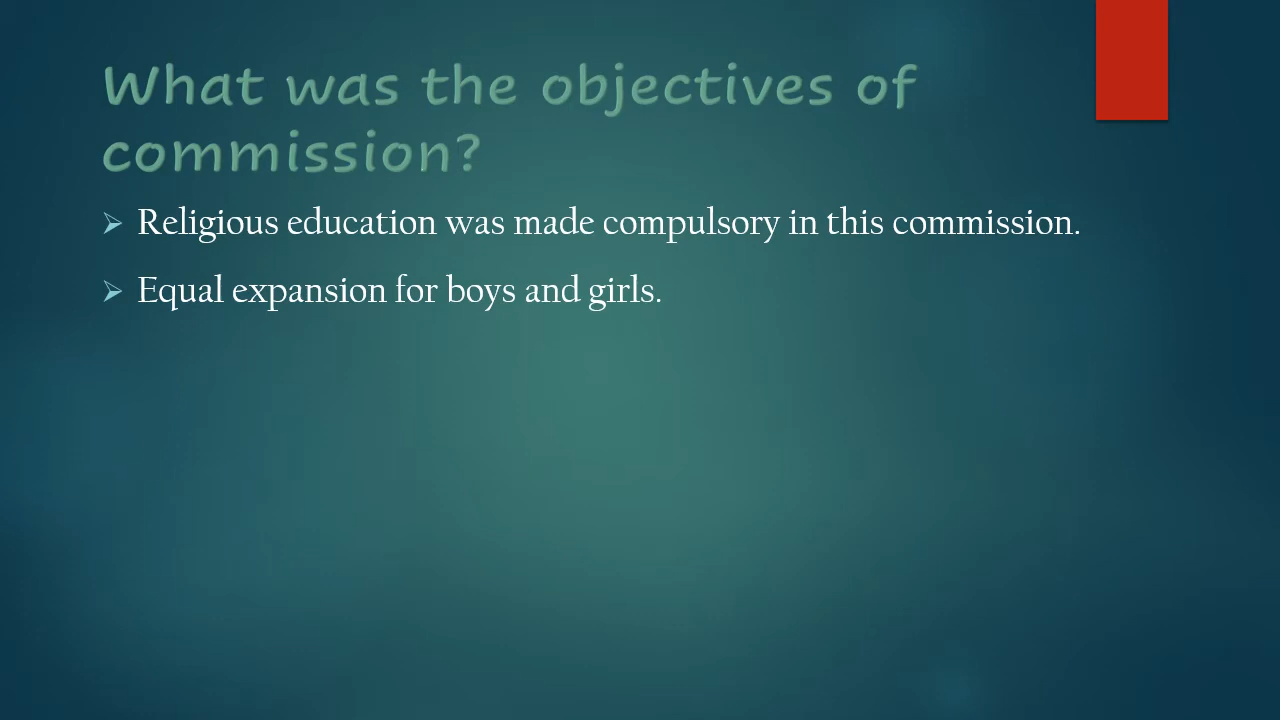 What was the objectives of
commission?
Religious education was made compulsory in this commission.
Equal expansion for boys and girls.